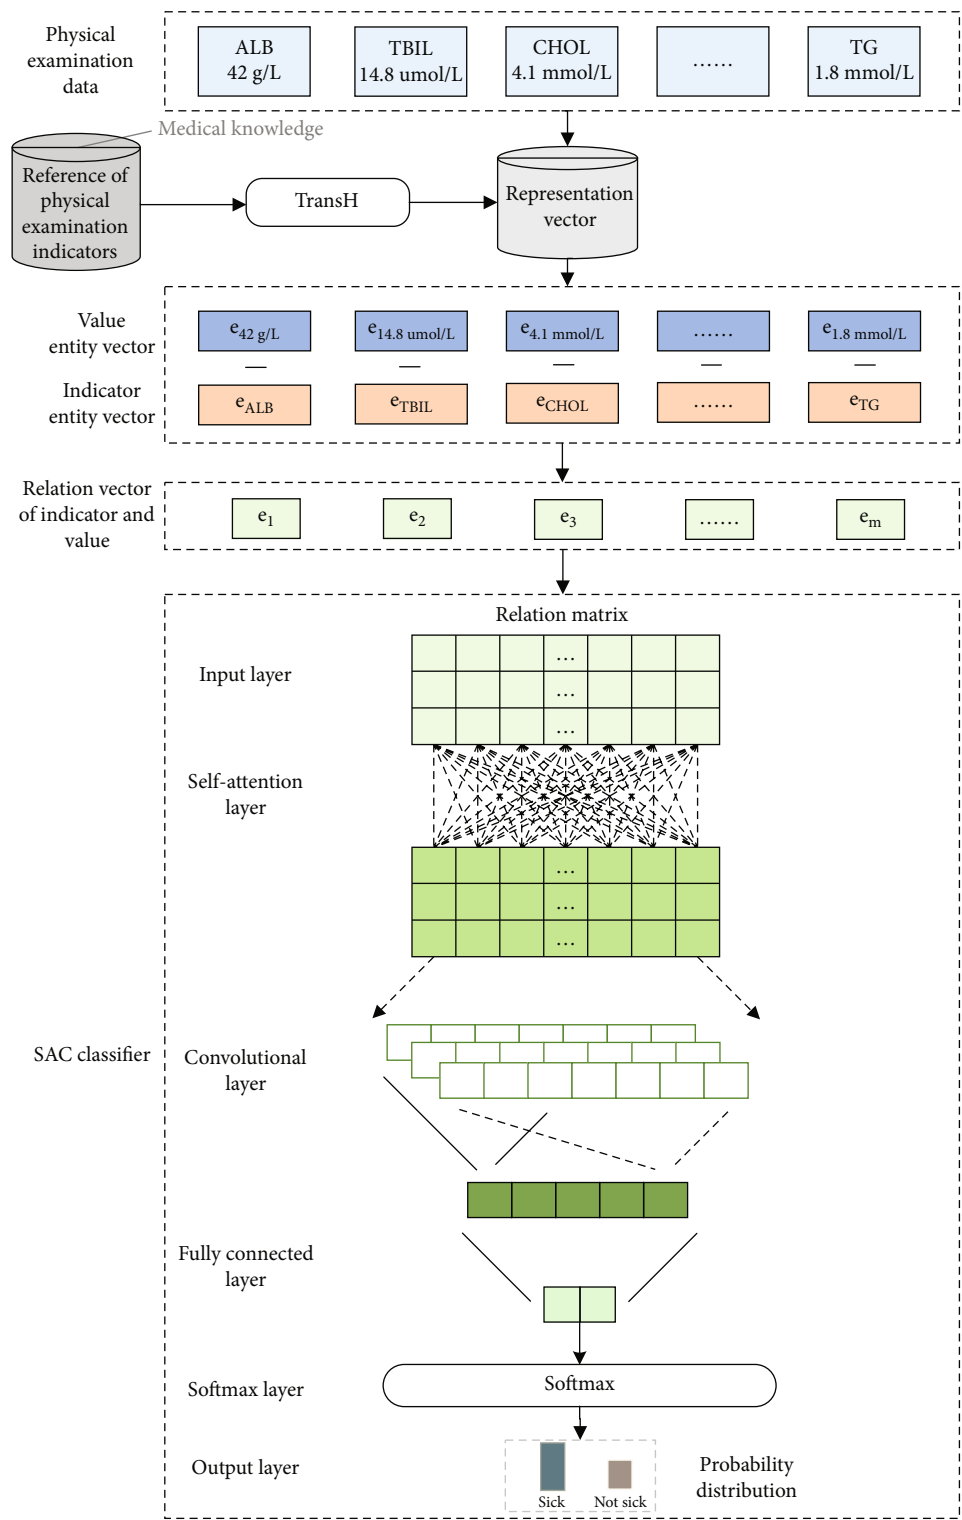 Physical
examination
data
ALB
42 g/L
TBIL
14.8 umol/L
CHOL
4.1 mmol/L
......
TG
1.8 mmol/L
Medical knowledge
Reference of
physical
examination
indicators
TransH
Representation
vector
Value
entity vector
e42 g/L
e14.8 umol/L
e4.1 mmol/L
......
e1.8 mmol/L
—
—
—
—
—
Indicator
entity vector
eALB
eTBIL
eCHOL
......
eTG
Relation vector
of indicator and
value
e1
e2
e3
......
em
Relation matrix
Input layer
...
...
...
Self-attention
layer
...
...
...
SAC classifier
Convolutional
layer
Fully connected
layer
Softmax layer
Softmax
Output layer
Sick
Not sick
Probability
distribution